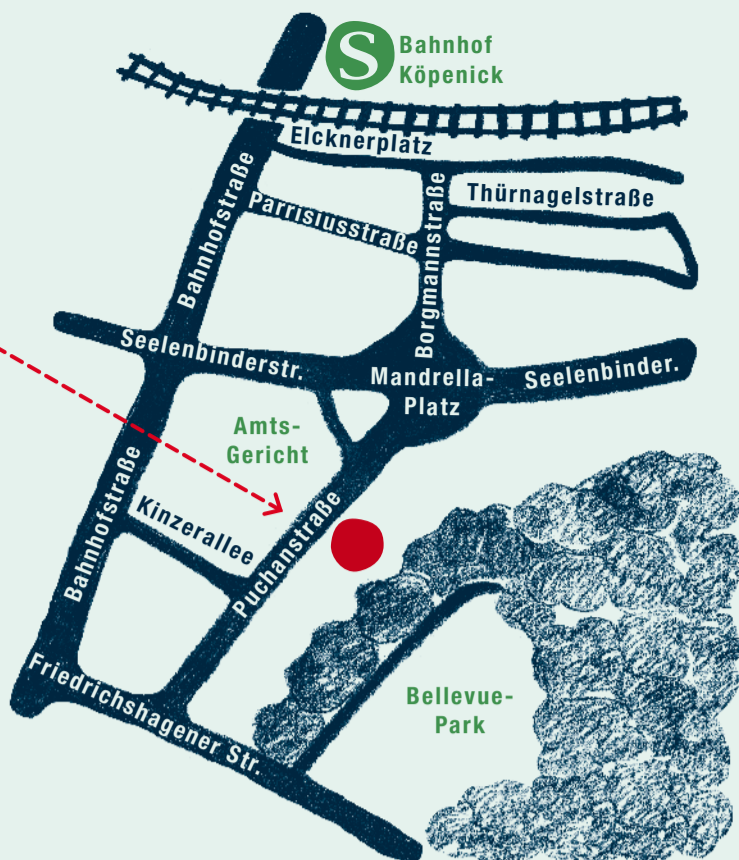 S
Bahnhof
Köpenick
Elcknerplatz
Thürnagelstraße
Parrisiusstraße
Bahnhofstraße
Borgmannstraße
Seelenbinderstr.
Mandrella-
Platz
Seelenbinder.
Amts-
Gericht
Bahnhofstraße
Kinzerallee
Puchanstraße
Friedrichshagener Str.
Bellevue-
Park